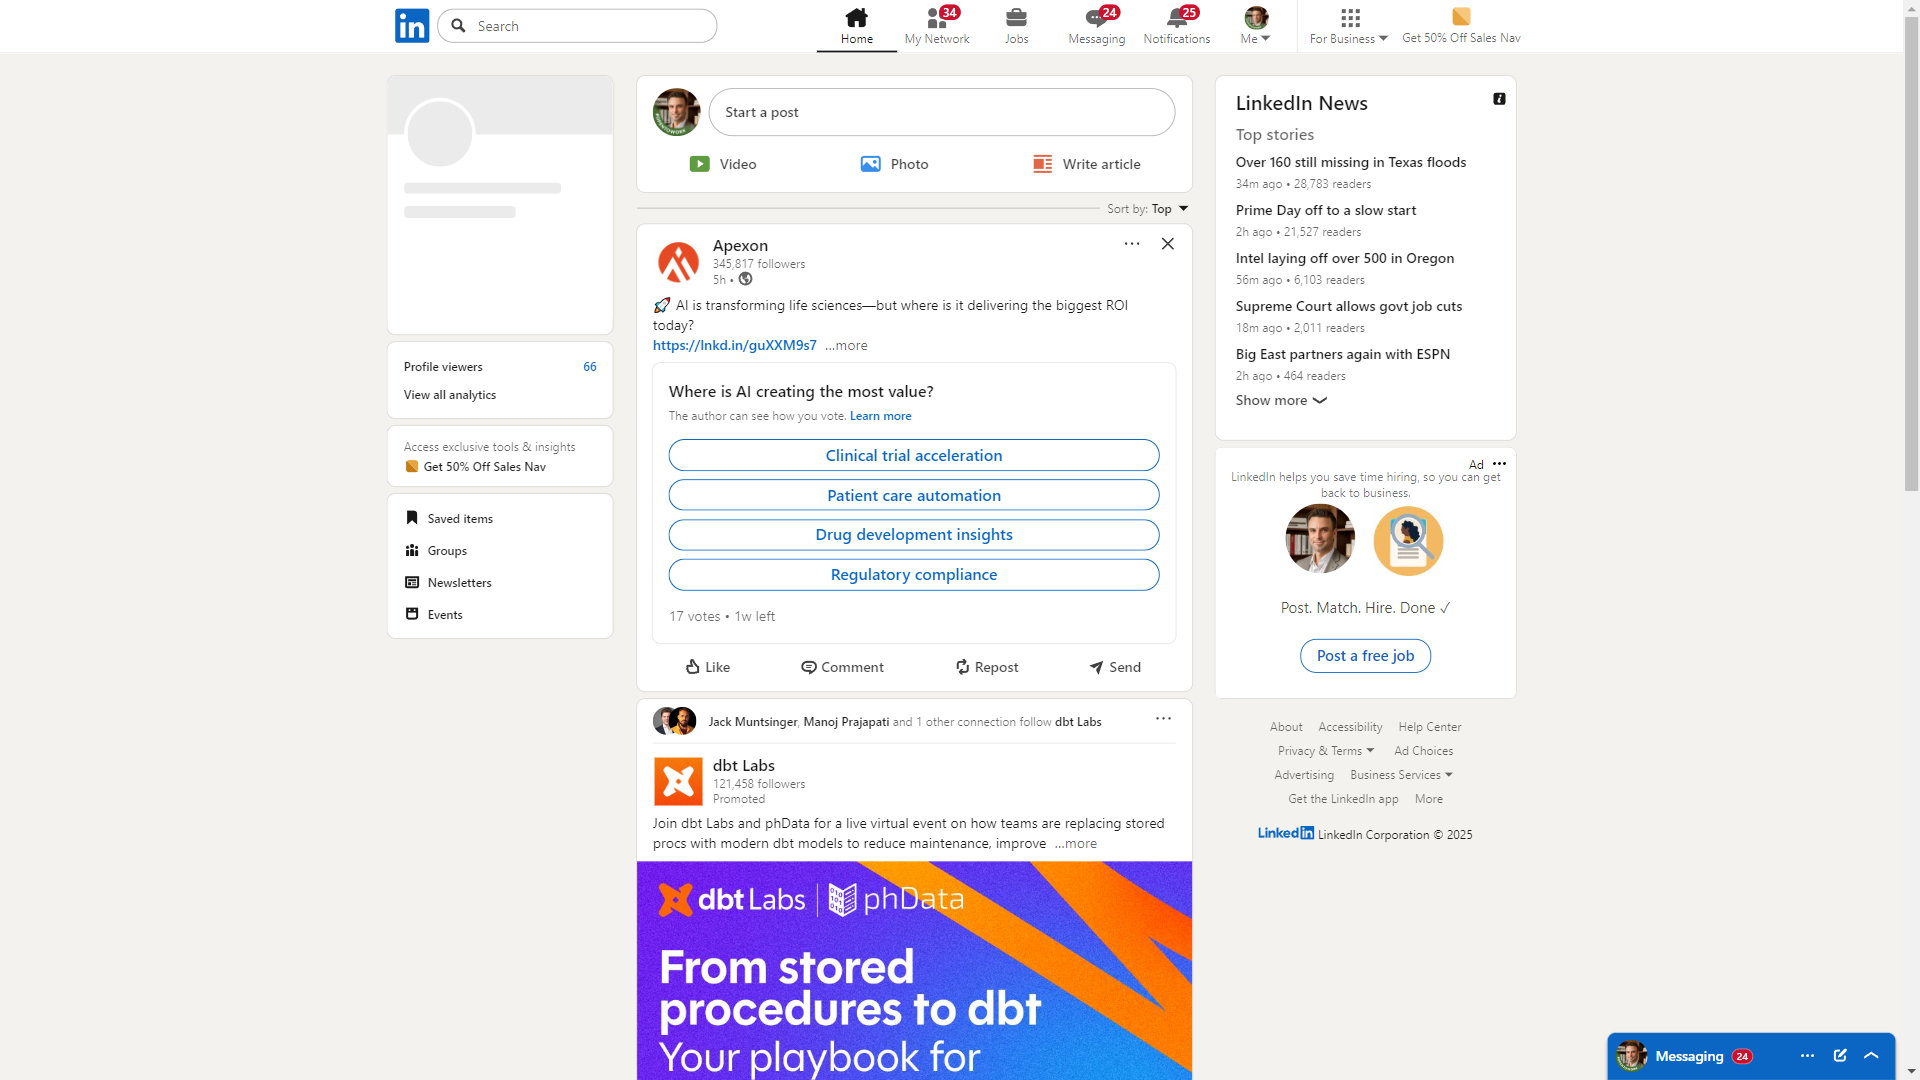 in
Search
Home
34
My Network
Jobs
24
Messaging
25
Notifications
Me
For Business
Get 50% Off Sales Nav
Profile viewers 66
View all analytics
Access exclusive tools & insights
Get 50% Off Sales Nav
Saved items
Groups
Newsletters
Events
Start a post
Video
Photo
Write article
Sort by: Top
Apexon
345,817 followers
5h •
🚀 AI is transforming life sciences—but where is it delivering the biggest ROI
today?
https://lnkd.in/guXXM9s7 ...more
Where is AI creating the most value?
The author can see how you vote. Learn more
Clinical trial acceleration
Patient care automation
Drug development insights
Regulatory compliance
17 votes • 1w left
Like
Comment
Repost
Send
Jack Muntsinger, Manoj Prajapati and 1 other connection follow dbt Labs
dbt Labs
121,458 followers
Promoted
Join dbt Labs and phData for a live virtual event on how teams are replacing stored
procs with modern dbt models to reduce maintenance, improve ...more
dbt Labs | phData
From stored
procedures to dbt
Your playbook for
LinkedIn News
Top stories
Over 160 still missing in Texas floods
34m ago • 28,783 readers
Prime Day off to a slow start
2h ago • 21,527 readers
Intel laying off over 500 in Oregon
56m ago • 6,103 readers
Supreme Court allows govt job cuts
18m ago • 2,011 readers
Big East partners again with ESPN
2h ago • 464 readers
Show more
Ad
LinkedIn helps you save time hiring, so you can get
back to business.
Post. Match. Hire. Done ✓
Post a free job
About Accessibility Help Center
Privacy & Terms Ad Choices
Advertising Business Services
Get the LinkedIn app More
LinkedIn LinkedIn Corporation © 2025
Messaging 24